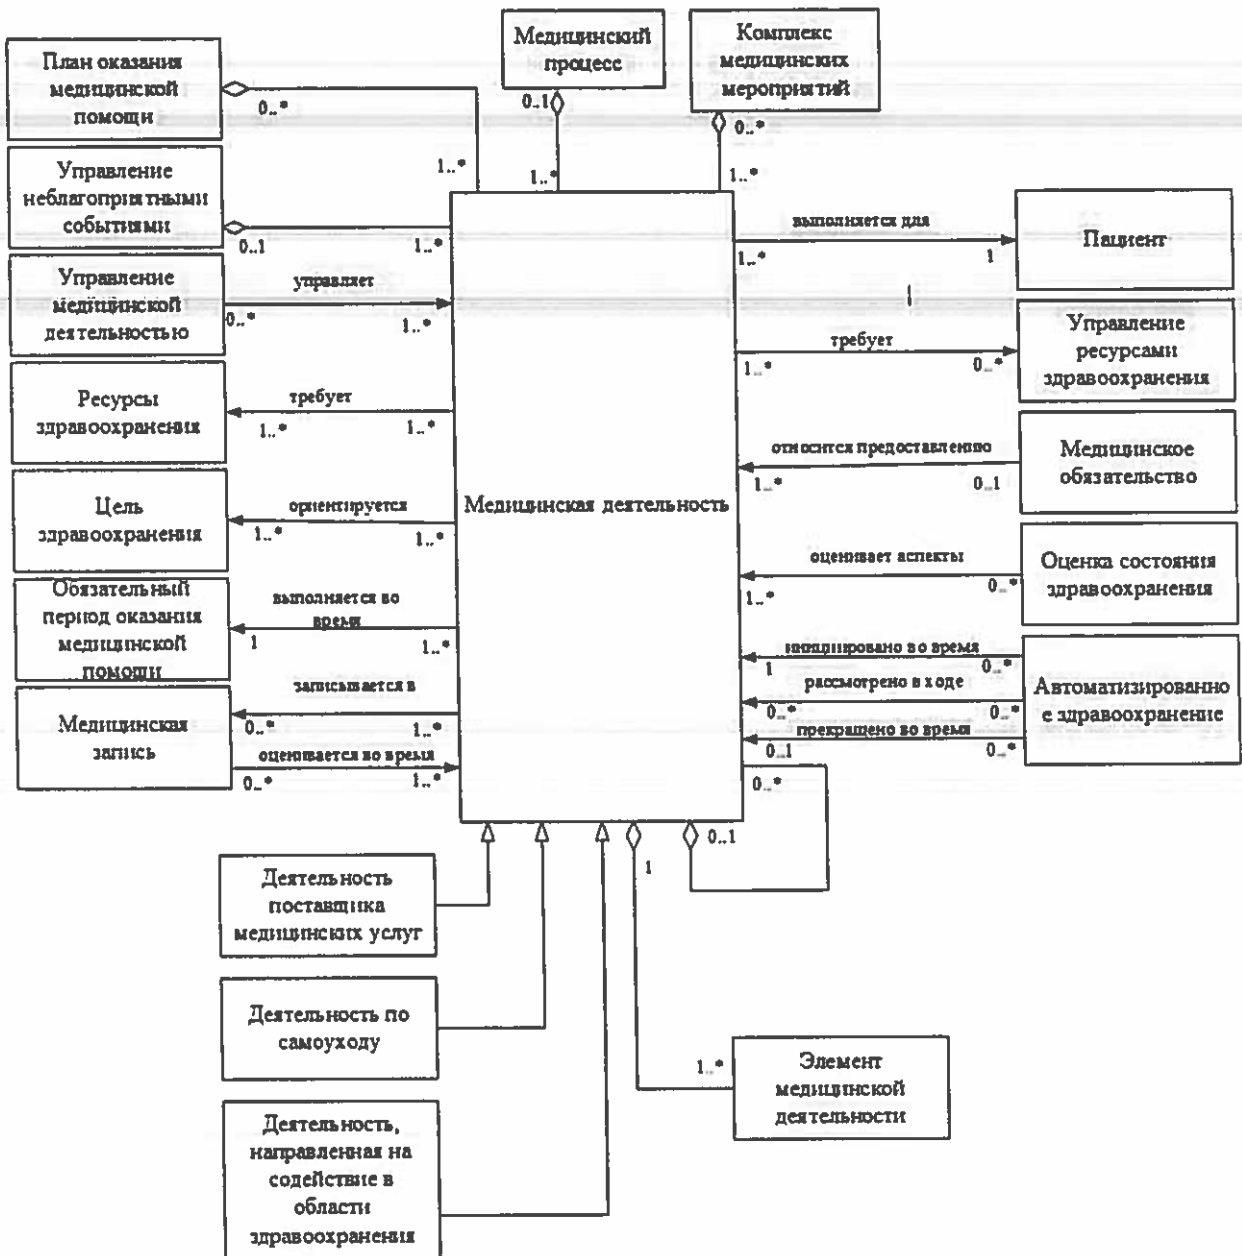 План оказания
медицинской
помощи
0..*
1..*
Медицинский
процесс
0..1
1..*
Комплекс
медицинских
мероприятий
0..*
1..*
Управление
неблагоприятными
событиями
0..1
1..*
Управление
медицинской
деятельностью
управляет
0..*
1..*
Ресурсы
здравоохранения
требует
1..*
1..*
Цель
здравоохранения
ориентируется
1..*
1..*
Обязательный
период оказания
медицинской
помощи
выполняется во
время
1
1..*
Медицинская
запись
записывается в
0..*
1..*
оценивается во время
0..*
1..*
Медицинская деятельность
выполняется для
1..*
1
Пациент
требует
1..*
0..*
Управление
ресурсами
здравоохранения
относится предоставлению
1..*
0..1
Медицинское
обязательство
оценивает аспекты
1..*
0..*
Оценка состояния
здравоохранения
инициировано во время
1
0..*
рассмотрено в ходе
0..*
0..*
прекращено во время
0..1
0..*
Автоматизированно
е здравоохранение
0..*
0..1
1
Деятельность
поставщика
медицинских услуг
Деятельность по
самоуходу
Деятельность,
направленная на
содействие в
области
здравоохранения
1..*
Элемент
медицинской
деятельности